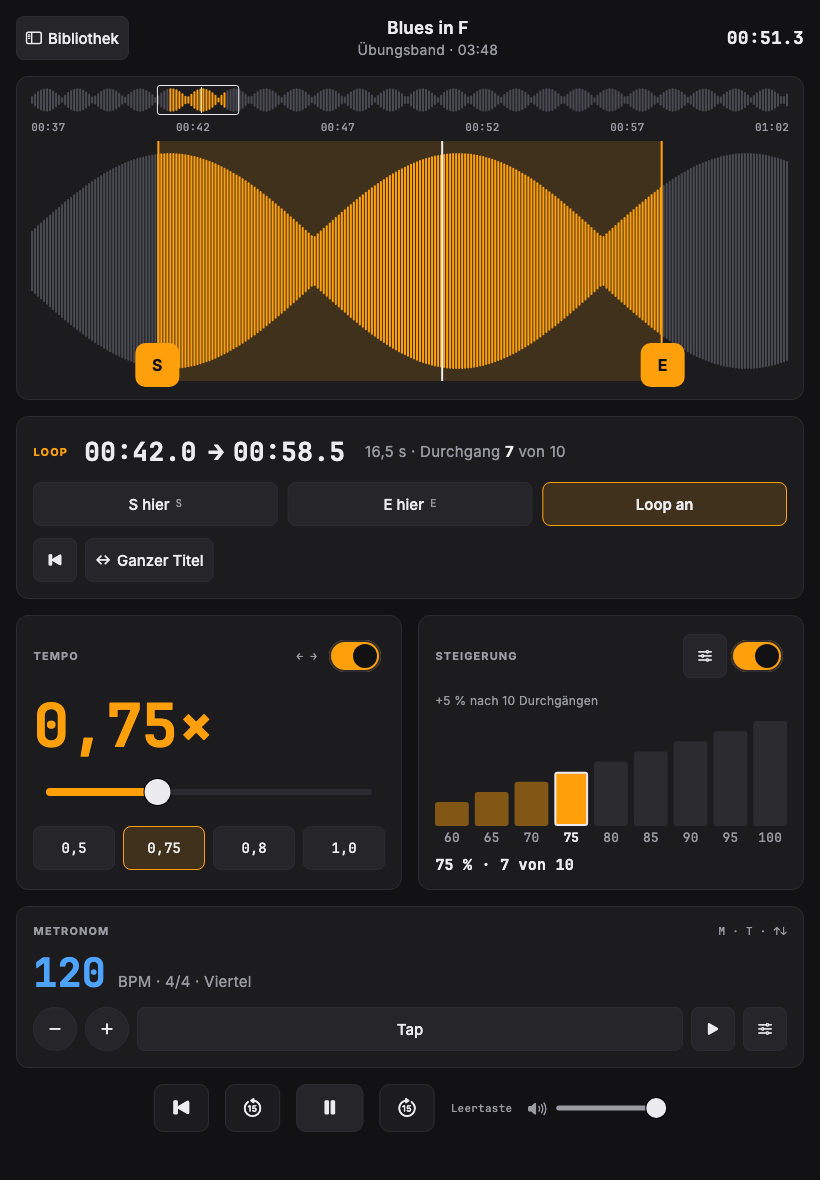 Bibliothek
Blues in F
Übungsband · 03:48
00:51.3
00:37 00:42 00:47 00:52 00:57 01:02
S E
LOOP 00:42.0 → 00:58.5 16,5 s · Durchgang 7 von 10
S hier S E hier E Loop an
↔ Ganzer Titel
TEMPO ← →
0,75×
0,5 0,75 0,8 1,0
STEIGERUNG
+5 % nach 10 Durchgängen
60 65 70 75 80 85 90 95 100
75 % · 7 von 10
METRONOM M · T · ↑↓
120 BPM · 4/4 · Viertel
− + Tap
15 15 Leertaste